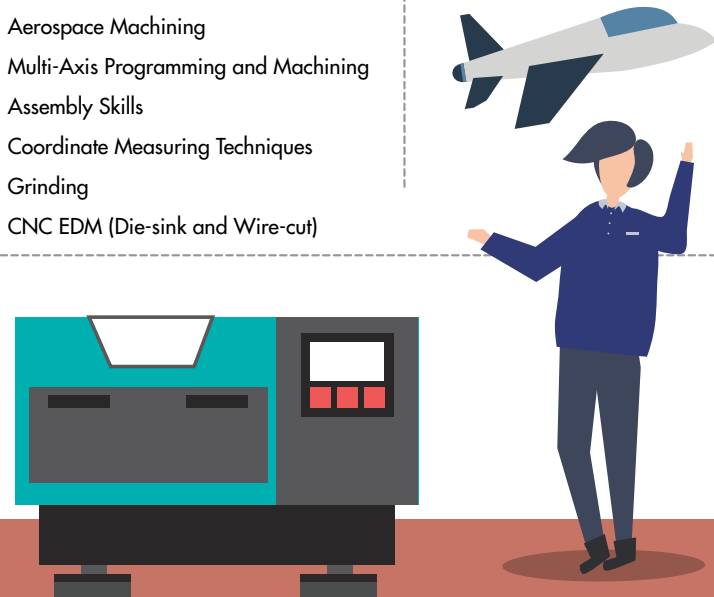 Aerospace Machining
Multi-Axis Programming and Machining
Assembly Skills
Coordinate Measuring Techniques
Grinding
CNC EDM (Die-sink and Wire-cut)